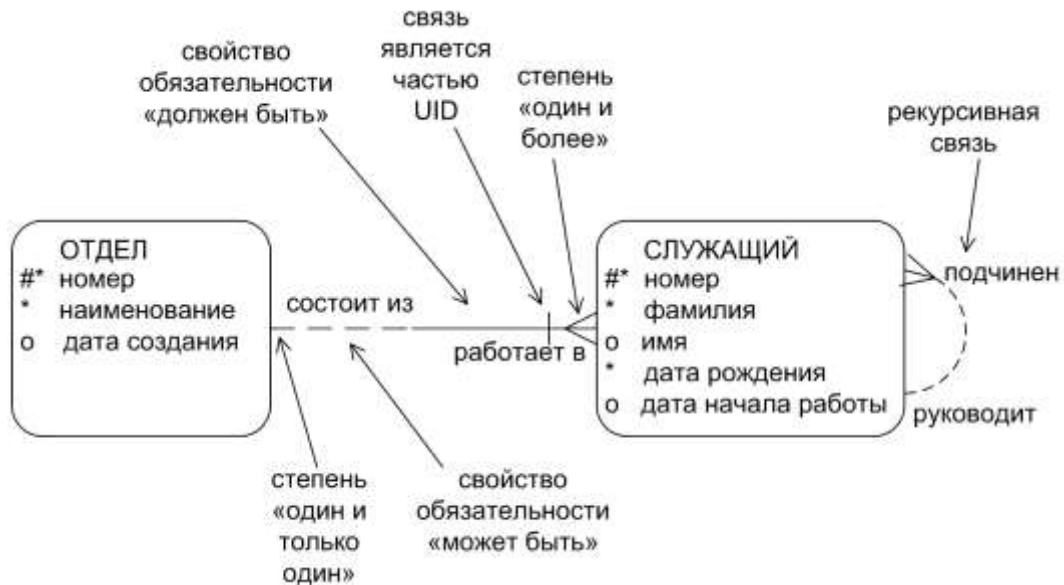 свойство
обязательности
«должен быть»
связь
является
частью
UID
степень
«один и
более»
рекурсивная
связь
ОТДЕЛ
#* номер
* наименование
о дата создания
состоит из
работает в
СЛУЖАЩИЙ
#* номер
* фамилия
о имя
* дата рождения
о дата начала работы
подчинен
руководит
степень
«один и
только
один»
свойство
обязательности
«может быть»